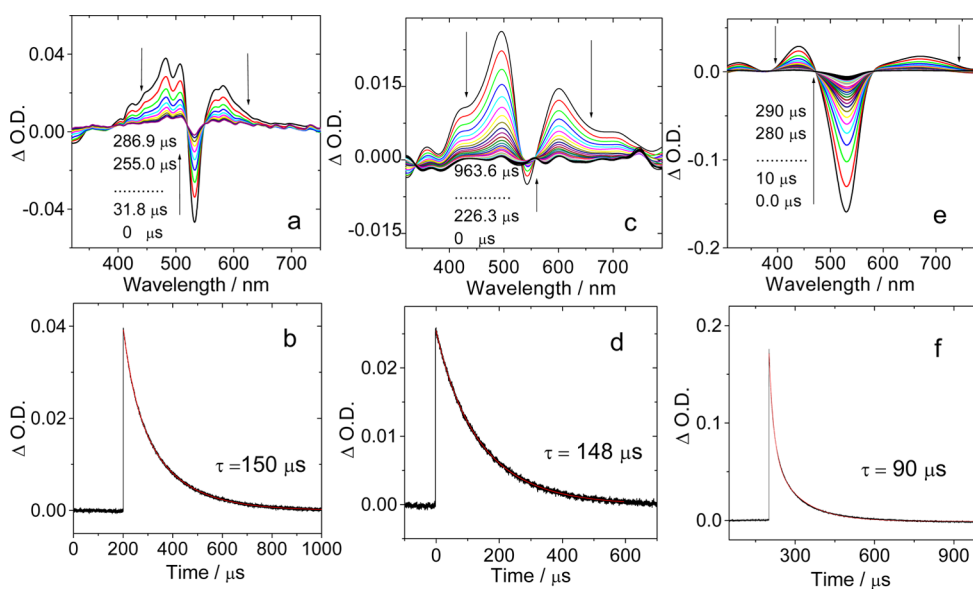 0.04
0.00
-0.04
Δ O.D.
286.9 μs
255.0 μs
...........
31.8 μs
0 μs
a
400 500 600 700
Wavelength / nm
0.015
0.000
-0.015
Δ O.D.
963.6 μs
...........
226.3 μs
0 μs
c
400 500 600 700
Wavelength / nm
0.0
-0.1
-0.2
Δ O.D.
290 μs
280 μs
...........
10 μs
0.0 μs
e
400 500 600 700
Wavelength / nm
0.04
0.02
0.00
Δ O.D.
b
τ =150 μs
0 200 400 600 800 1000
Time / μs
0.02
0.01
0.00
Δ O.D.
d
τ = 148 μs
0 200 400 600
Time / μs
0.2
0.1
0.0
Δ O.D.
f
τ = 90 μs
300 600 900
Time / μs